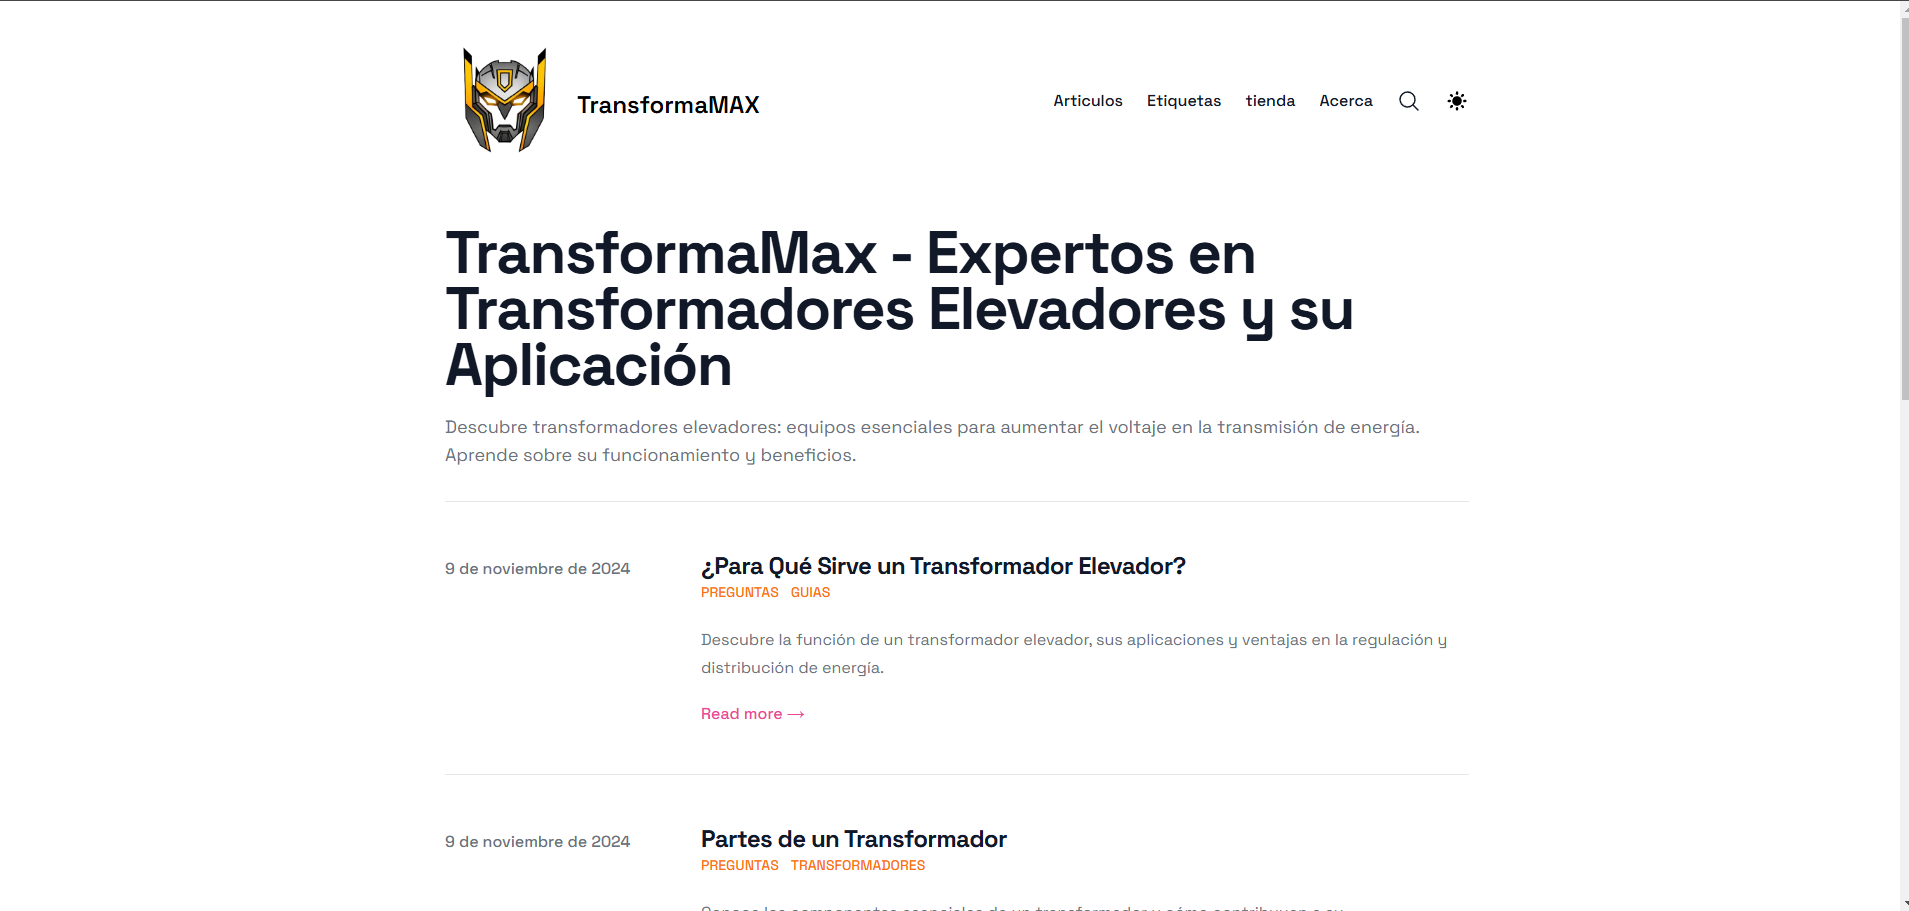 TransformaMAX
Articulos Etiquetas tienda Acerca
TransformaMax - Expertos en
Transformadores Elevadores y su
Aplicación
Descubre transformadores elevadores: equipos esenciales para aumentar el voltaje en la transmisión de energía.
Aprende sobre su funcionamiento y beneficios.
9 de noviembre de 2024
¿Para Qué Sirve un Transformador Elevador?
PREGUNTAS GUIAS
Descubre la función de un transformador elevador, sus aplicaciones y ventajas en la regulación y
distribución de energía.
Read more →
9 de noviembre de 2024
Partes de un Transformador
PREGUNTAS TRANSFORMADORES